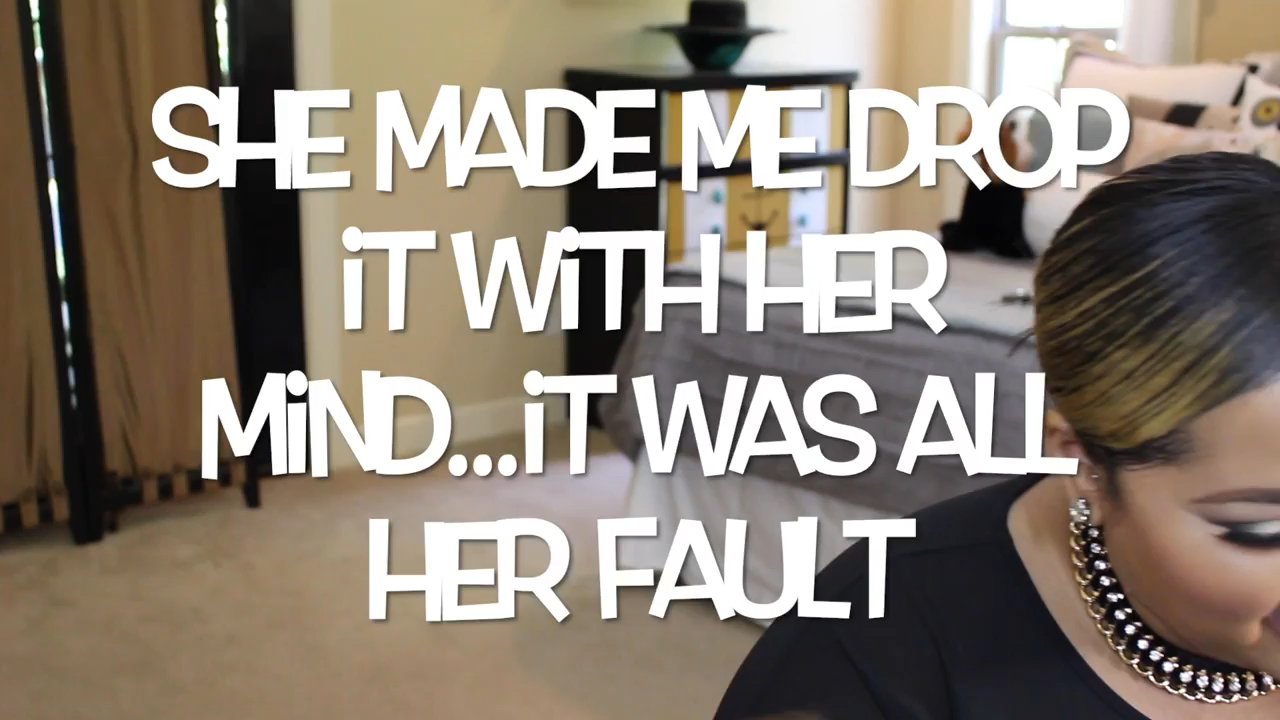 SHE MADE ME DROP
iT WiTH HER
MiND...iT WAS ALL
HER FAULT